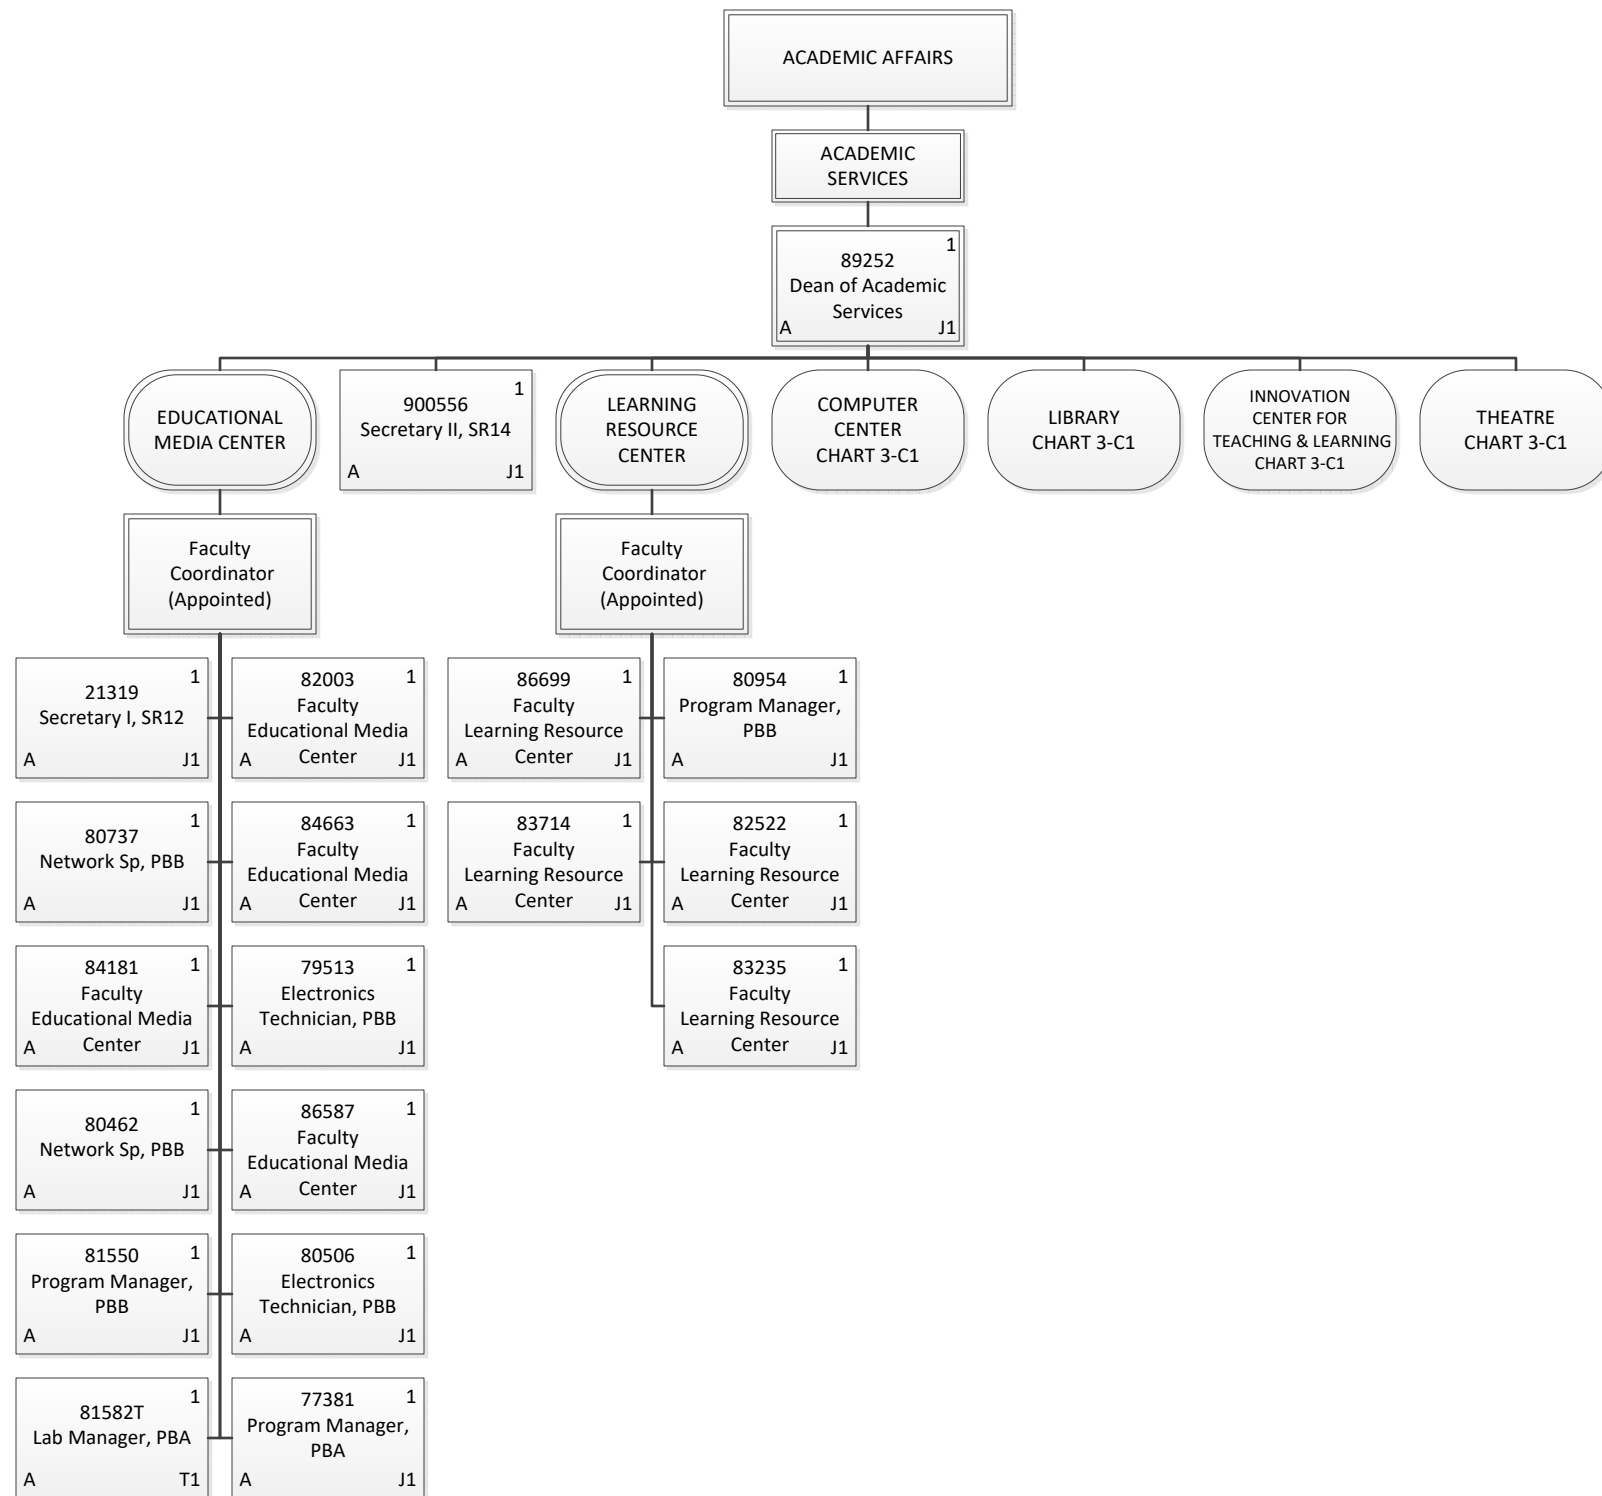 ACADEMIC AFFAIRS
ACADEMIC
SERVICES
1
89252
Dean of Academic
Services
A J1
EDUCATIONAL
MEDIA CENTER
1
900556
Secretary II, SR14
A J1
LEARNING
RESOURCE
CENTER
COMPUTER
CENTER
CHART 3-C1
LIBRARY
CHART 3-C1
INNOVATION
CENTER FOR
TEACHING & LEARNING
CHART 3-C1
THEATRE
CHART 3-C1
Faculty
Coordinator
(Appointed)
Faculty
Coordinator
(Appointed)
1
21319
Secretary I, SR12
A J1
82003 1
Faculty
Educational Media
A Center J1
86699 1
Faculty
Learning Resource
A Center J1
80954 1
Program Manager,
PBB
A J1
1
80737
Network Sp, PBB
A J1
84663 1
Faculty
Educational Media
A Center J1
83714 1
Faculty
Learning Resource
A Center J1
82522 1
Faculty
Learning Resource
A Center J1
84181 1
Faculty
Educational Media
A Center J1
79513 1
Electronics
Technician, PBB
A J1
83235 1
Faculty
Learning Resource
A Center J1
1
80462
Network Sp, PBB
A J1
86587 1
Faculty
Educational Media
A Center J1
81550 1
Program Manager,
PBB
A J1
80506 1
Electronics
Technician, PBB
A J1
1
81582T
Lab Manager, PBA
A T1
77381 1
Program Manager,
PBA
A J1